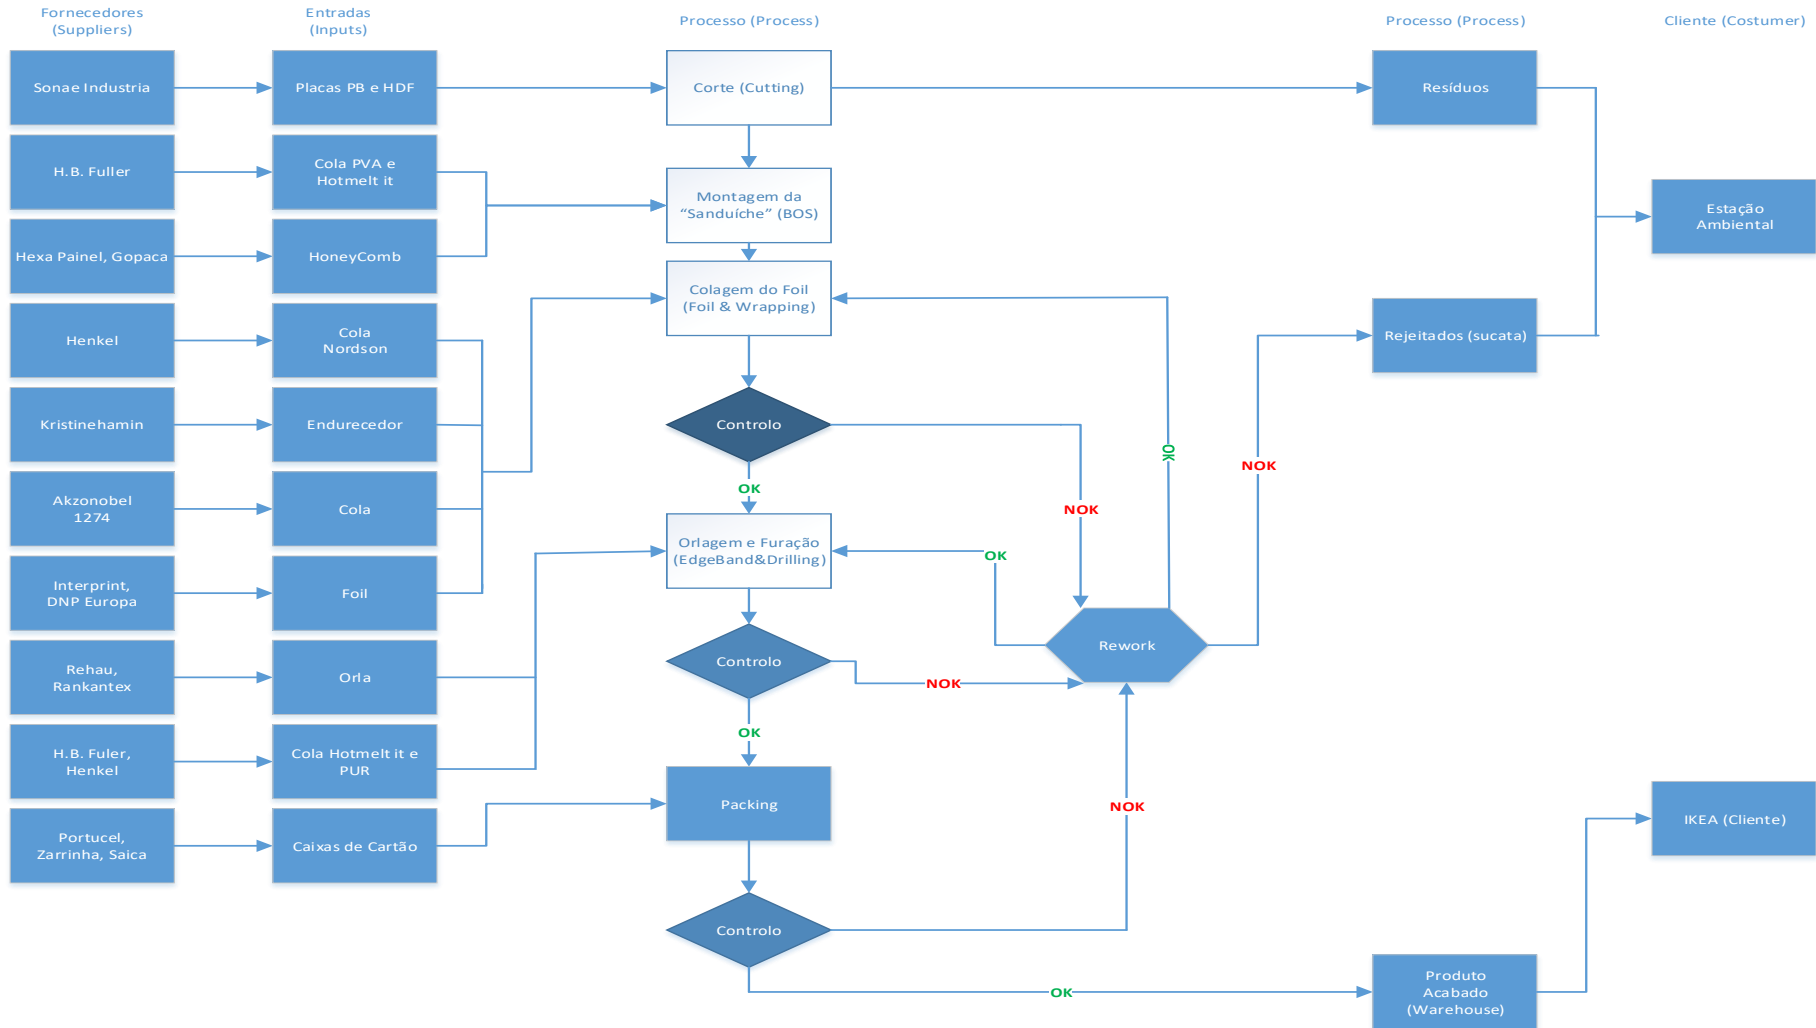 Fornecedores
(Suppliers)
Entradas
(Inputs)
Processo (Process)
Processo (Process)
Cliente (Costumer)
Sonae Industria
Placas PB e HDF
Corte (Cutting)
Resíduos
H.B. Fuller
Cola PVA e
Hotmelt it
Montagem da
“Sanduíche” (BOS)
Estação
Ambiental
Hexa Painel, Gopaca
HoneyComb
Colagem do Foil
(Foil & Wrapping)
Henkel
Cola
Nordson
Rejeitados (sucata)
Kristinehamin
Endurecedor
Controlo
OK
NOK
OK
NOK
Akzonobel
1274
Cola
Orlagem e Furação
(EdgeBand&Drilling)
OK
Interprint,
DNP Europa
Foil
Rework
Rehau,
Rankantex
Orla
Controlo
NOK
OK
H.B. Fuler,
Henkel
Cola Hotmelt it e
PUR
Packing
NOK
IKEA (Cliente)
Portucel,
Zarrinha, Saica
Caixas de Cartão
Controlo
OK
Produto
Acabado
(Warehouse)